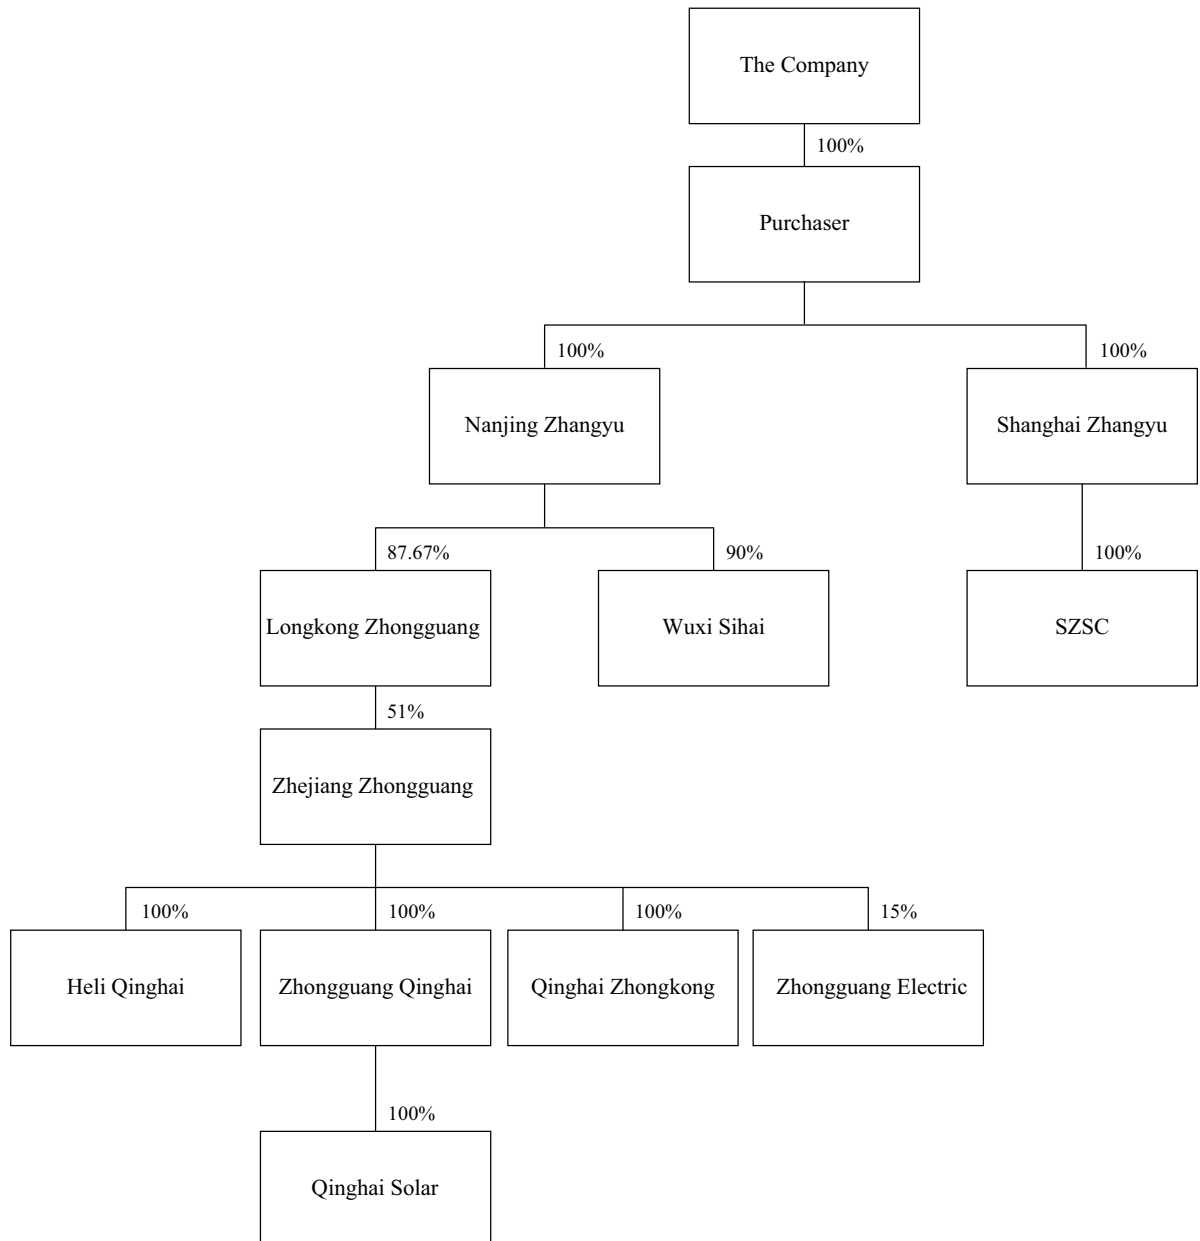 The Company
100%
Purchaser
100%
100%
Nanjing Zhangyu
Shanghai Zhangyu
87.67%
90%
100%
Longkong Zhongguang
Wuxi Sihai
SZSC
51%
Zhejiang Zhongguang
100%
100%
100%
15%
Heli Qinghai
Zhongguang Qinghai
Qinghai Zhongkong
Zhongguang Electric
100%
Qinghai Solar